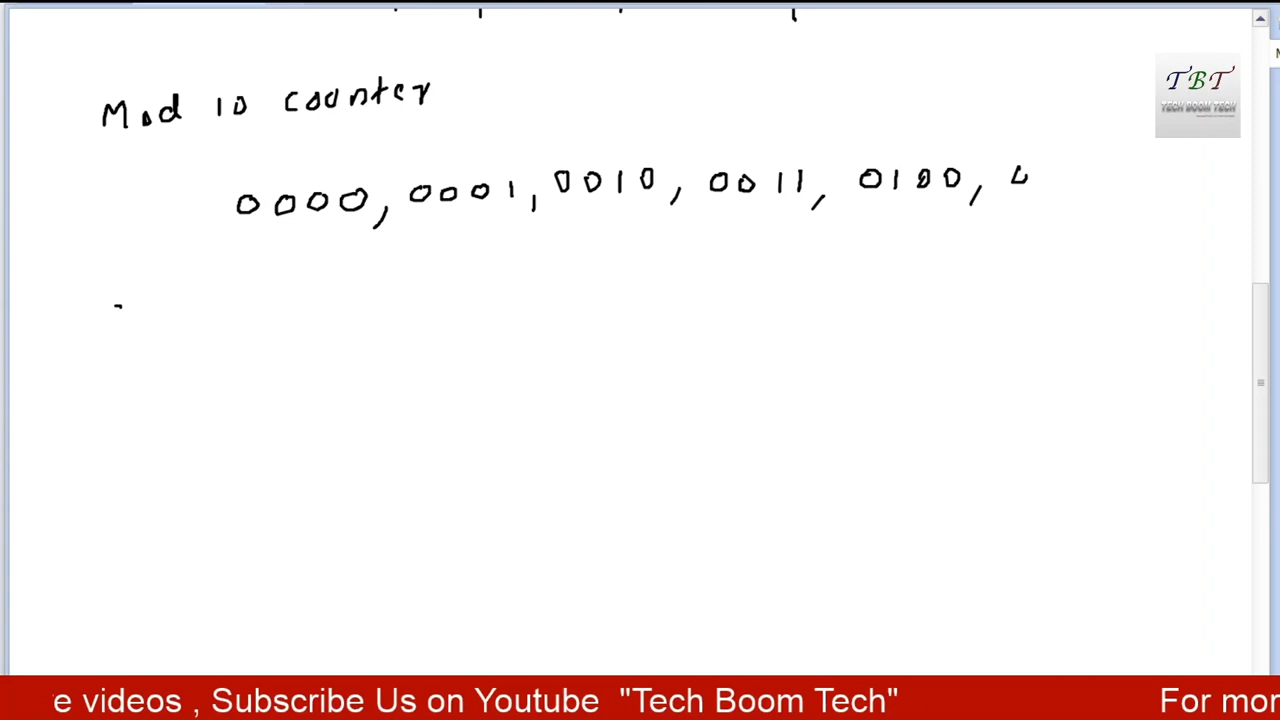 Mod 10 counter
TBT
TECH BOOM TECH
0000, 0001, 0010, 0011, 0100, 0
e videos , Subscribe Us on Youtube "Tech Boom Tech" For mor